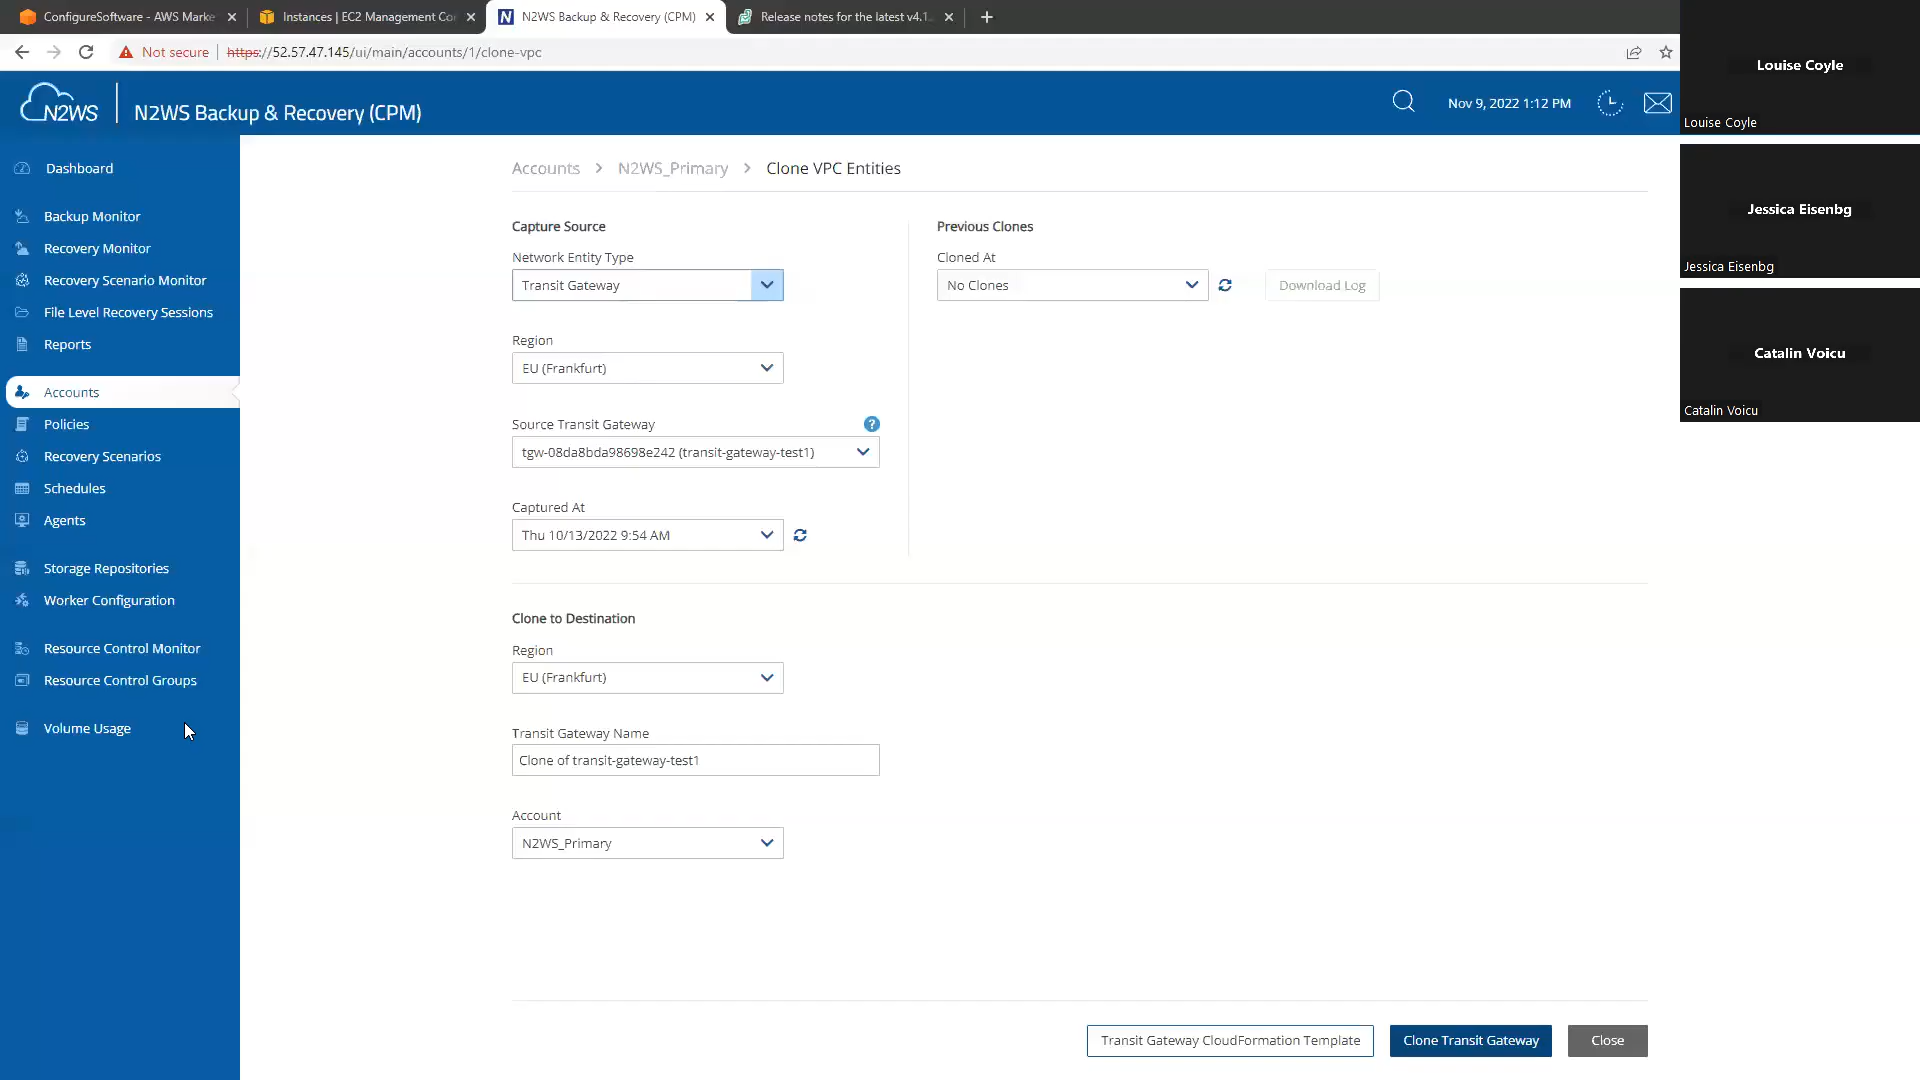 ConfigureSoftware - AWS Marke
Instances | EC2 Management Co
N2WS Backup & Recovery (CPM)
Release notes for the latest v4.1
Not secure
https://52.57.47.145/ui/main/accounts/1/clone-vpc
N2WS
N2WS Backup & Recovery (CPM)
Nov 9, 2022 1:12 PM
Dashboard
Backup Monitor
Recovery Monitor
Recovery Scenario Monitor
File Level Recovery Sessions
Reports
Accounts
Policies
Recovery Scenarios
Schedules
Agents
Storage Repositories
Worker Configuration
Resource Control Monitor
Resource Control Groups
Volume Usage
Accounts > N2WS_Primary > Clone VPC Entities
Capture Source
Network Entity Type
Transit Gateway
Region
EU (Frankfurt)
Source Transit Gateway
?
tgw-08da8bda98698e242 (transit-gateway-test1)
Captured At
Thu 10/13/2022 9:54 AM
Previous Clones
Cloned At
No Clones
Download Log
Clone to Destination
Region
EU (Frankfurt)
Transit Gateway Name
Clone of transit-gateway-test1
Account
N2WS_Primary
Transit Gateway CloudFormation Template
Clone Transit Gateway
Close
Louise Coyle
Louise Coyle
Jessica Eisenbg
Jessica Eisenbg
Catalin Voicu
Catalin Voicu